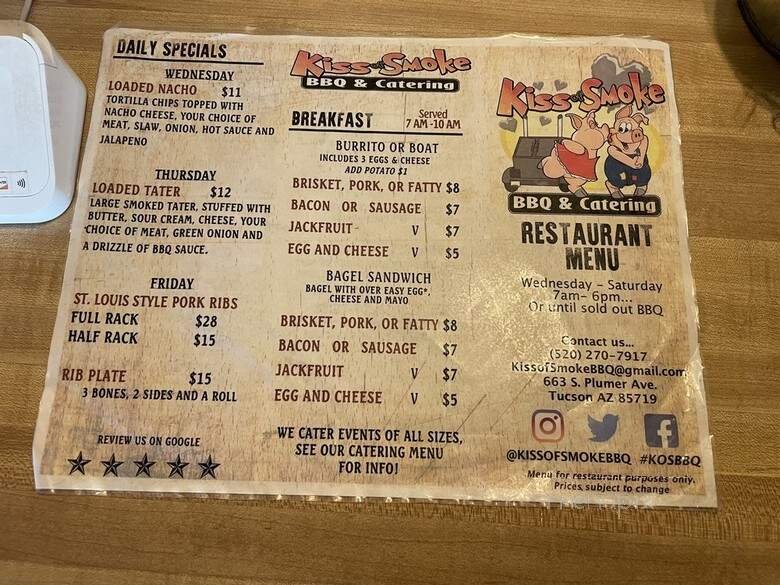 DAILY SPECIALS
WEDNESDAY
LOADED NACHO $11
TORTILLA CHIPS TOPPED WITH
NACHO CHEESE, YOUR CHOICE OF
MEAT, SLAW, ONION, HOT SAUCE AND
JALAPENO
THURSDAY
LOADED TATER $12
LARGE SMOKED TATER, STUFFED WITH
BUTTER, SOUR CREAM, CHEESE, YOUR
CHOICE OF MEAT, GREEN ONION AND
A DRIZZLE OF BBQ SAUCE.
FRIDAY
ST. LOUIS STYLE PORK RIBS
FULL RACK $28
HALF RACK $15
RIB PLATE $15
3 BONES, 2 SIDES AND A ROLL
REVIEW US ON GOOGLE
Kiss of Smoke
BBQ & Catering
BREAKFAST Served
7 AM -10 AM
BURRITO OR BOAT
INCLUDES 3 EGGS & CHEESE
ADD POTATO $1
BRISKET, PORK, OR FATTY $8
BACON OR SAUSAGE $7
JACKFRUIT V $7
EGG AND CHEESE V $5
BAGEL SANDWICH
BAGEL WITH OVER EASY EGG*,
CHEESE AND MAYO
BRISKET, PORK, OR FATTY $8
BACON OR SAUSAGE $7
JACKFRUIT V $7
EGG AND CHEESE V $5
WE CATER EVENTS OF ALL SIZES,
SEE OUR CATERING MENU
FOR INFO!
Kiss of Smoke
BBQ & Catering
RESTAURANT
MENU
Wednesday - Saturday
7am- 6pm...
Or until sold out BBQ
Contact us...
(520) 270-7917
KissofSmokeBBQ@gmail.com
663 S. Plumer Ave.
Tucson AZ 85719
@KISSOFSMOKEBBQ #KOSBBQ
Menu for restaurant purposes only.
Prices subject to change